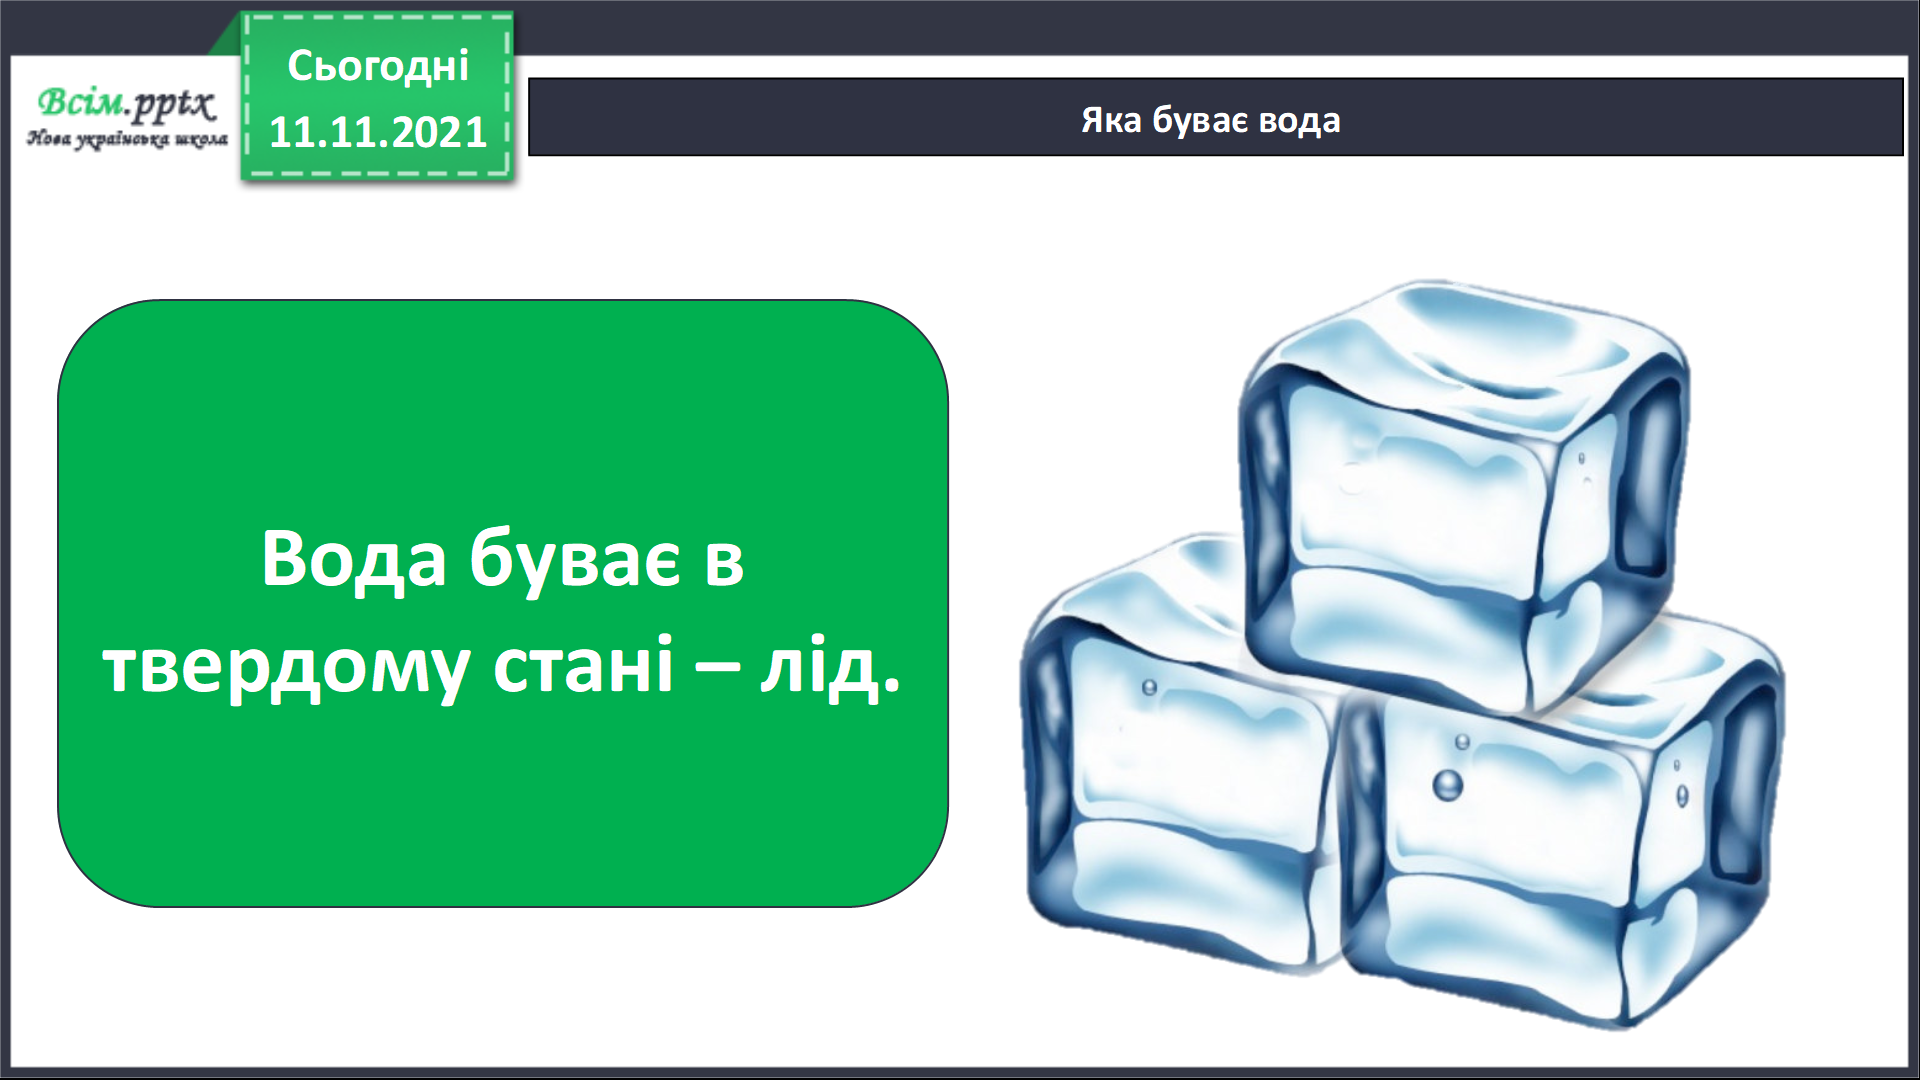 Всім.pptx
Нова українська школа
Сьогодні
11.11.2021
Яка буває вода
Вода буває в
твердому стані – лід.